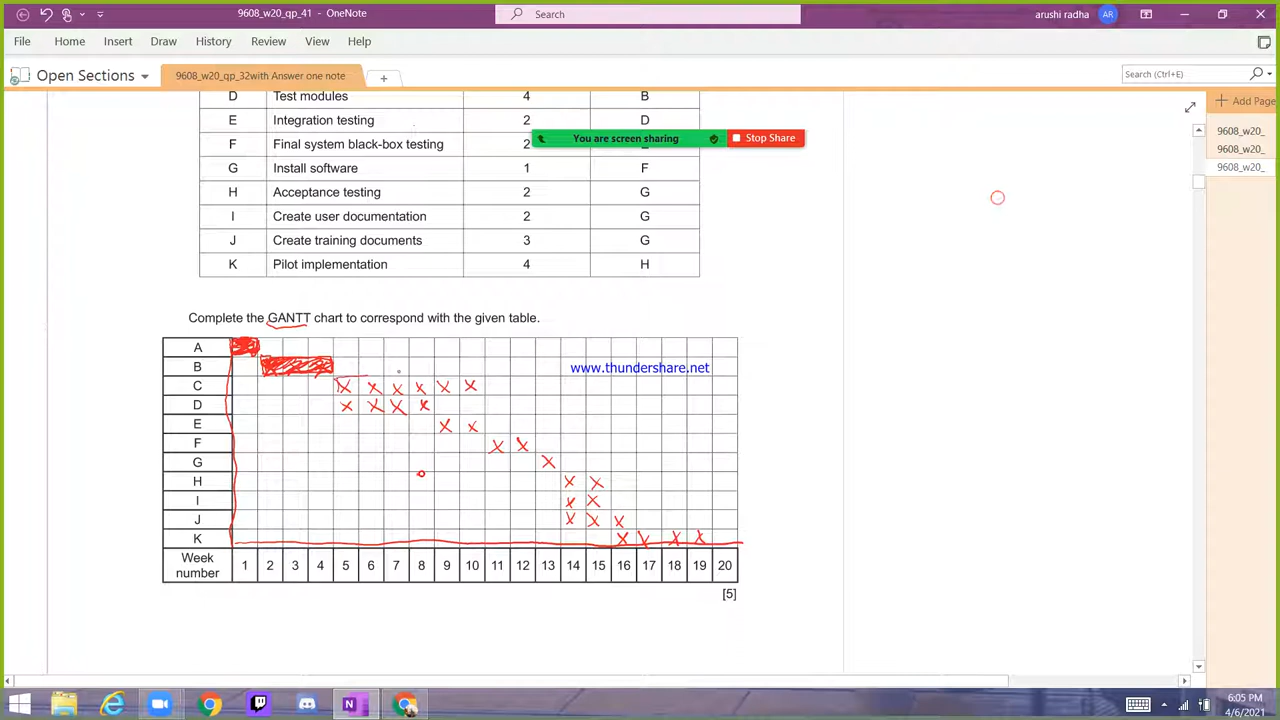 9608_w20_qp_41 - OneNote
Search
arushi radha AR
File Home Insert Draw History Review View Help
Open Sections
9608_w20_qp_32with Answer one note
+
Search (Ctrl+E)
Add Page
9608_w20_
9608_w20_
9608_w20_
You are screen sharing
Stop Share
D Test modules 4 B
E Integration testing 2 D
F Final system black-box testing 2
G Install software 1 F
H Acceptance testing 2 G
I Create user documentation 2 G
J Create training documents 3 G
K Pilot implementation 4 H
Complete the GANTT chart to correspond with the given table.
A
B
www.thundershare.net
C X X X X X X
D X X X X
E X X
F X X
G X
H X X
I X X
J X X X
K X X X X
Week number 1 2 3 4 5 6 7 8 9 10 11 12 13 14 15 16 17 18 19 20
[5]
6:05 PM
4/6/2021